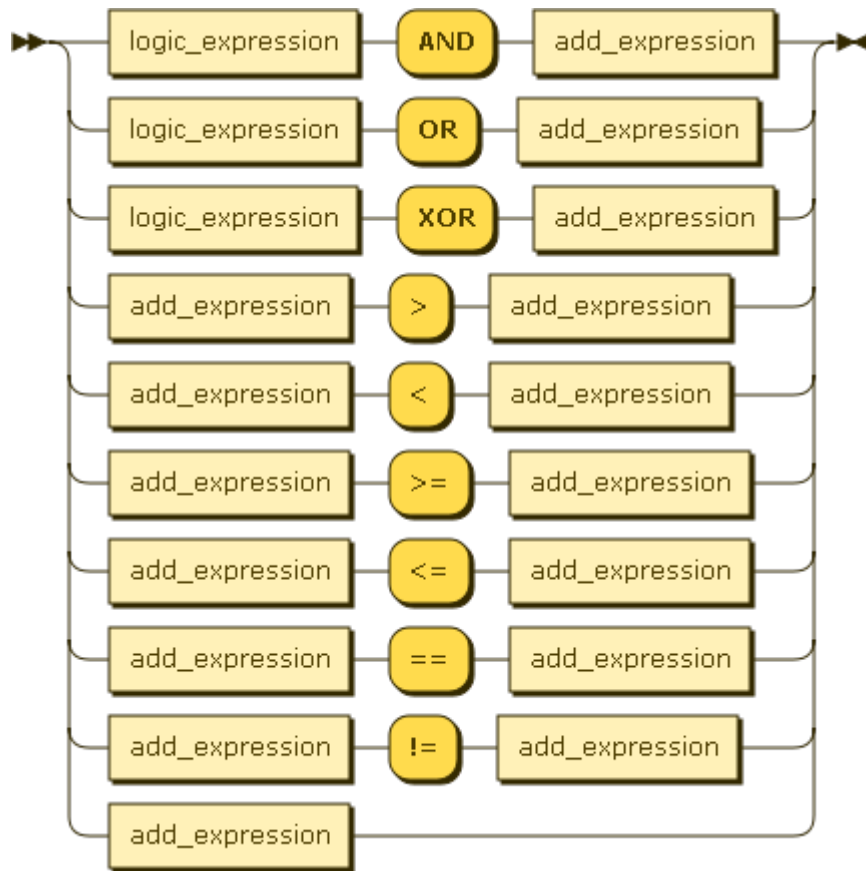 logic_expression AND add_expression
logic_expression OR add_expression
logic_expression XOR add_expression
add_expression > add_expression
add_expression < add_expression
add_expression >= add_expression
add_expression <= add_expression
add_expression == add_expression
add_expression != add_expression
add_expression